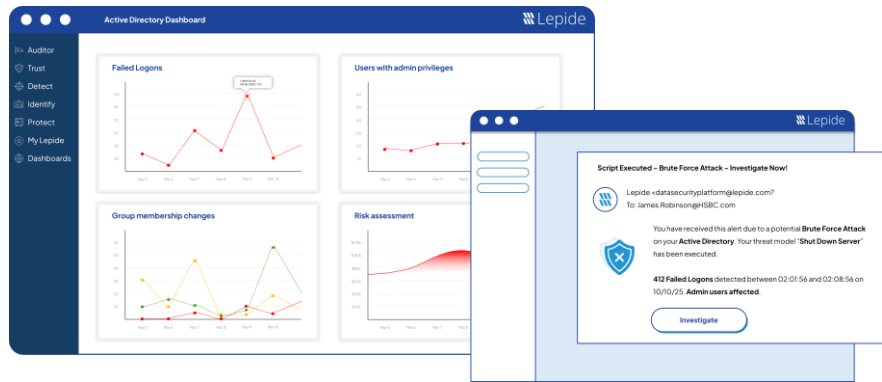 Active Directory Dashboard
Lepide
Auditor
Trust
Detect
Identify
Protect
My Lepide
Dashboards
Failed Logons
Users with admin privileges
Group membership changes
Risk assessment
Lepide
Script Executed – Brute Force Attack – Investigate Now!
Lepide <datasecurityplatform@lepide.com?
To: James.Robinson@HSBC.com
You have received this alert due to a potential Brute Force Attack
on your Active Directory. Your threat model "Shut Down Server"
has been executed.
412 Failed Logons detected between 02:01:56 and 02:08:56 on
10/10/25. Admin users affected.
Investigate